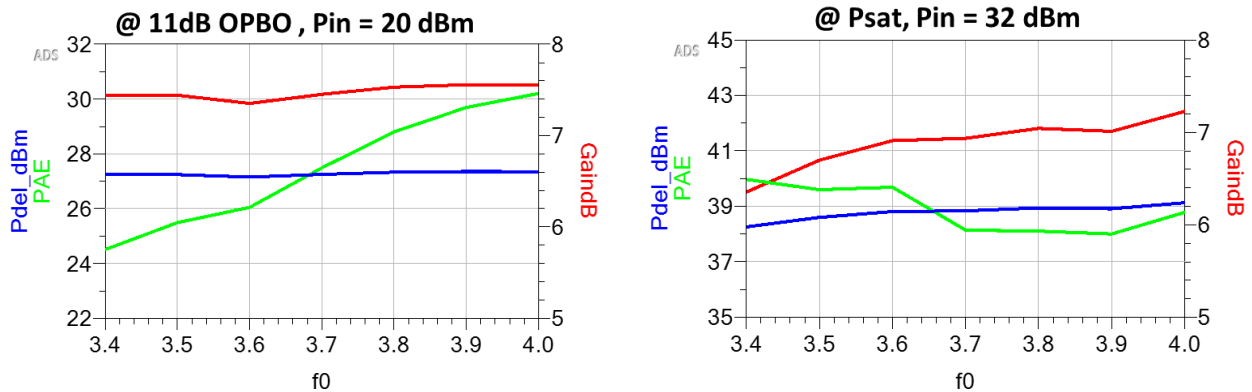 @ 11dB OPBO , Pin = 20 dBm
ADS
32
30
28
26
24
22
8
7
6
5
Pdel_dBm
PAE
GaindB
3.4 3.5 3.6 3.7 3.8 3.9 4.0
f0
@ Psat, Pin = 32 dBm
ADS
45
43
41
39
37
35
8
7
6
5
Pdel_dBm
PAE
GaindB
3.4 3.5 3.6 3.7 3.8 3.9 4.0
f0